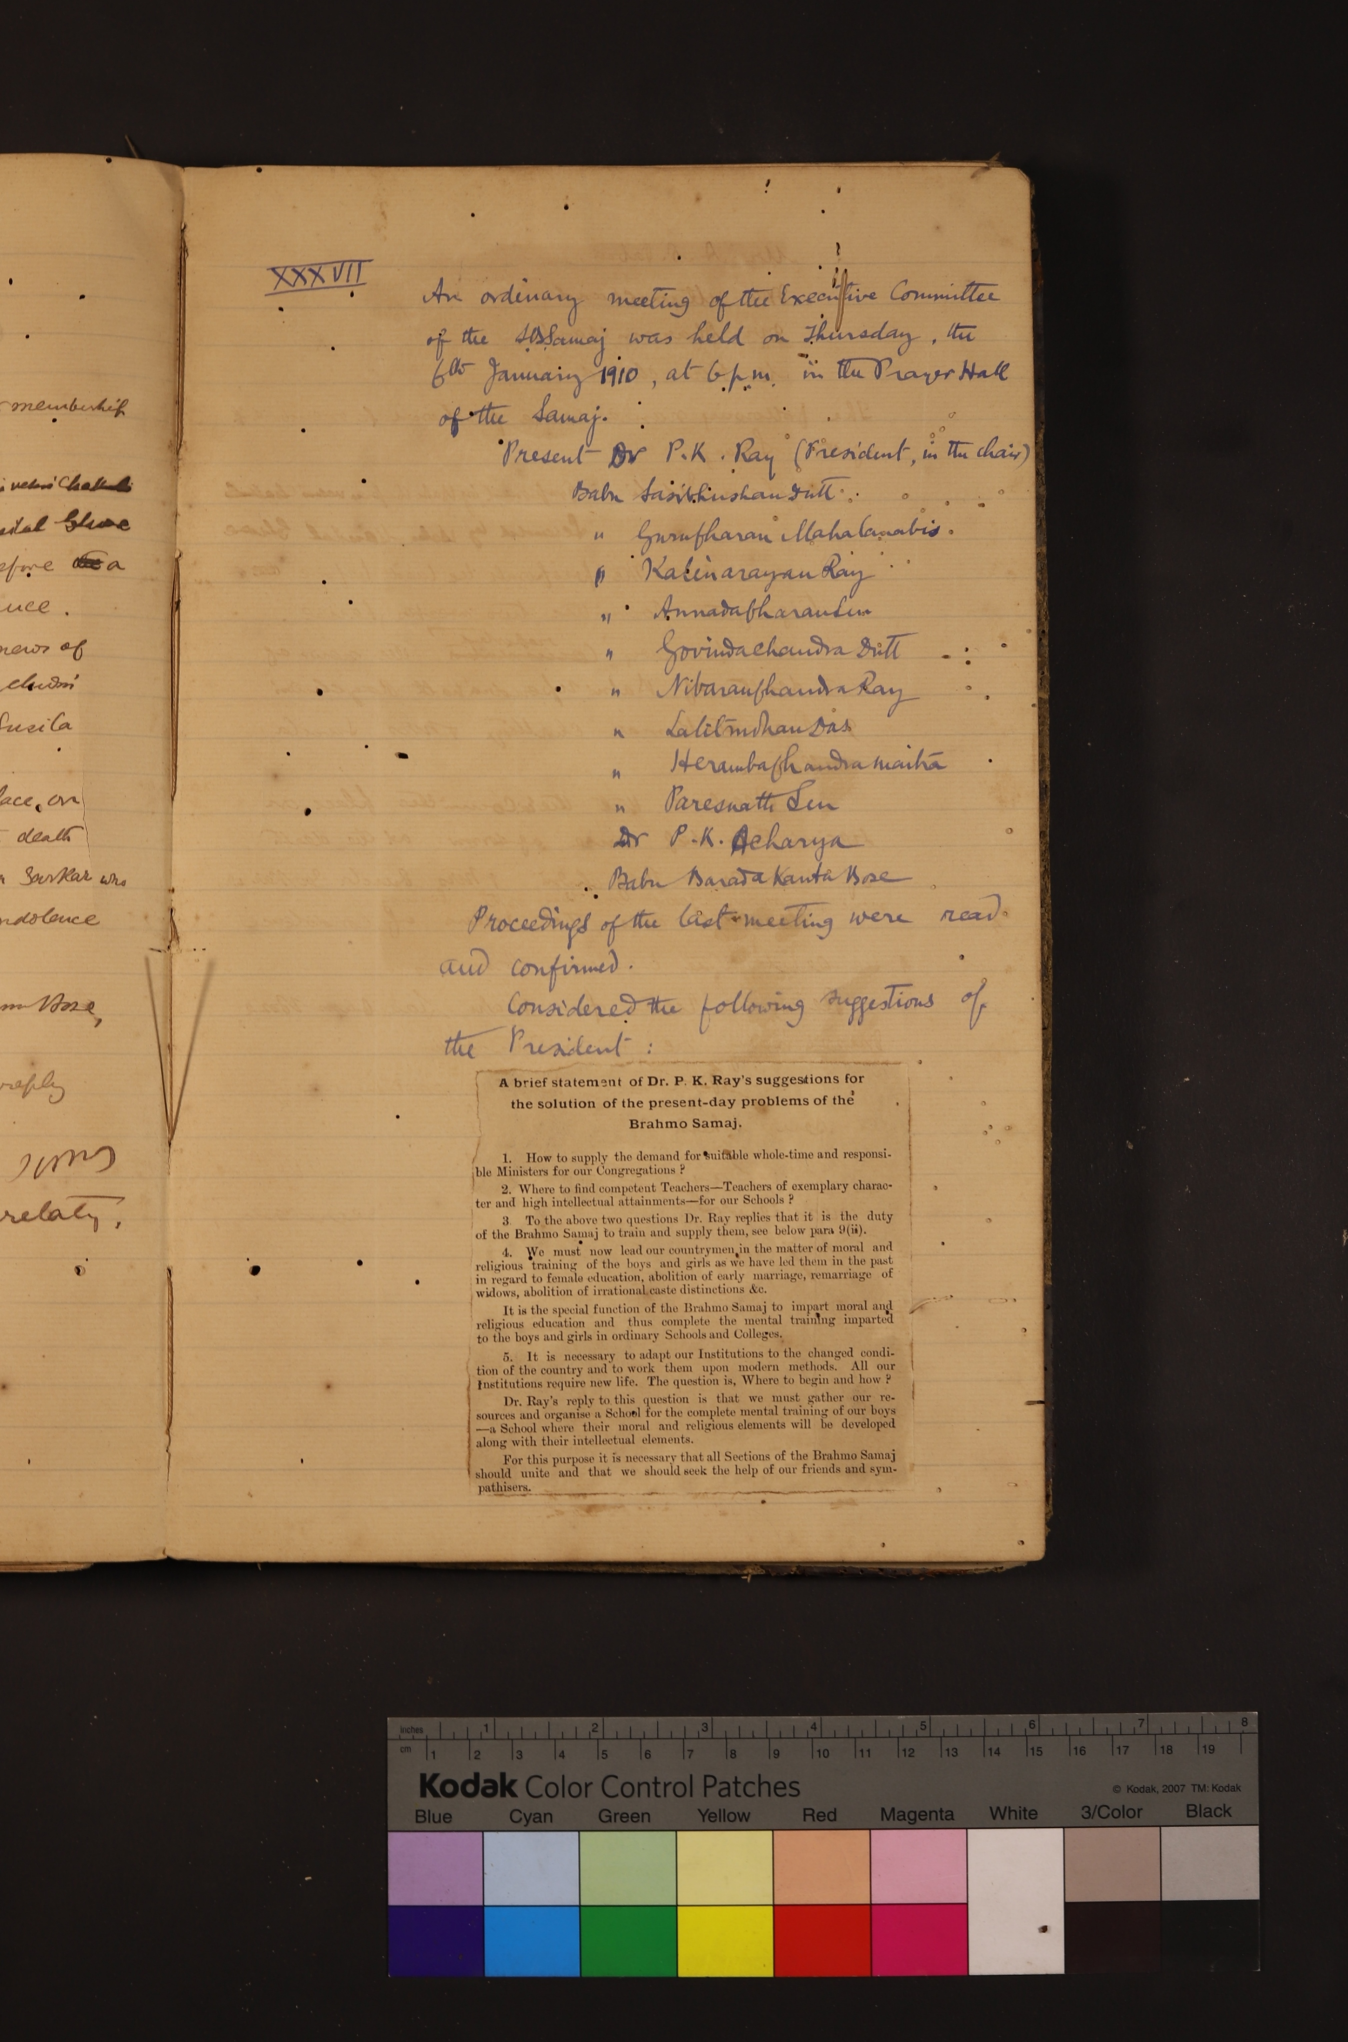 membership
efore a
uce.
news of
Susila
lace, on
death
Sarkar who
ndolence
Bose,
reply
relaty,
XXXVII
An ordinary meeting of the Executive Committee
of the SBSamaj was held on Thursday, the
6th January 1910, at 6 p.m. in the Prayer Hall
of the Samaj.
Present Dr P. K. Ray (President, in the chair)
Babu Sasibhushan Dutt
" Gurucharan Mahalanabis.
" Kalinarayan Ray
" Annadacharan Sen
" Govindachandra Dutt
" Nibaranchandra Ray
" Lalitmohan Das
" Herambachandra Maitra
" Paresnath Sen
Dr P. K. Acharya
Babu Barada Kanta Bose
Proceedings of the last meeting were read
and confirmed.
Considered the following suggestions of
the President :
A brief statement of Dr. P. K. Ray's suggestions for
the solution of the present-day problems of the
Brahmo Samaj.
1. How to supply the demand for suitable whole-time and responsi-
ble Ministers for our Congregations ?
2. Where to find competent Teachers—Teachers of exemplary charac-
ter and high intellectual attainments—for our Schools ?
3. To the above two questions Dr. Ray replies that it is the duty
of the Brahmo Samaj to train and supply them, see below para 9(ii).
4. We must now lead our countrymen in the matter of moral and
religious training of the boys and girls as we have led them in the past
in regard to female education, abolition of early marriage, remarriage of
widows, abolition of irrational caste distinctions &c.
It is the special function of the Brahmo Samaj to impart moral and
religious education and thus complete the mental training imparted
to the boys and girls in ordinary Schools and Colleges.
5. It is necessary to adapt our Institutions to the changed condi-
tion of the country and to work them upon modern methods. All our
Institutions require new life. The question is, Where to begin and how ?
Dr. Ray's reply to this question is that we must gather our re-
sources and organise a School for the complete mental training of our boys
—a School where their moral and religious elements will be developed
along with their intellectual elements.
For this purpose it is necessary that all Sections of the Brahmo Samaj
should unite and that we should seek the help of our friends and sym-
pathisers.
Inches 1 2 3 4 5 6 7 8
cm 1 2 3 4 5 6 7 8 9 10 11 12 13 14 15 16 17 18 19
Kodak Color Control Patches © Kodak, 2007 TM: Kodak
Blue Cyan Green Yellow Red Magenta White 3/Color Black